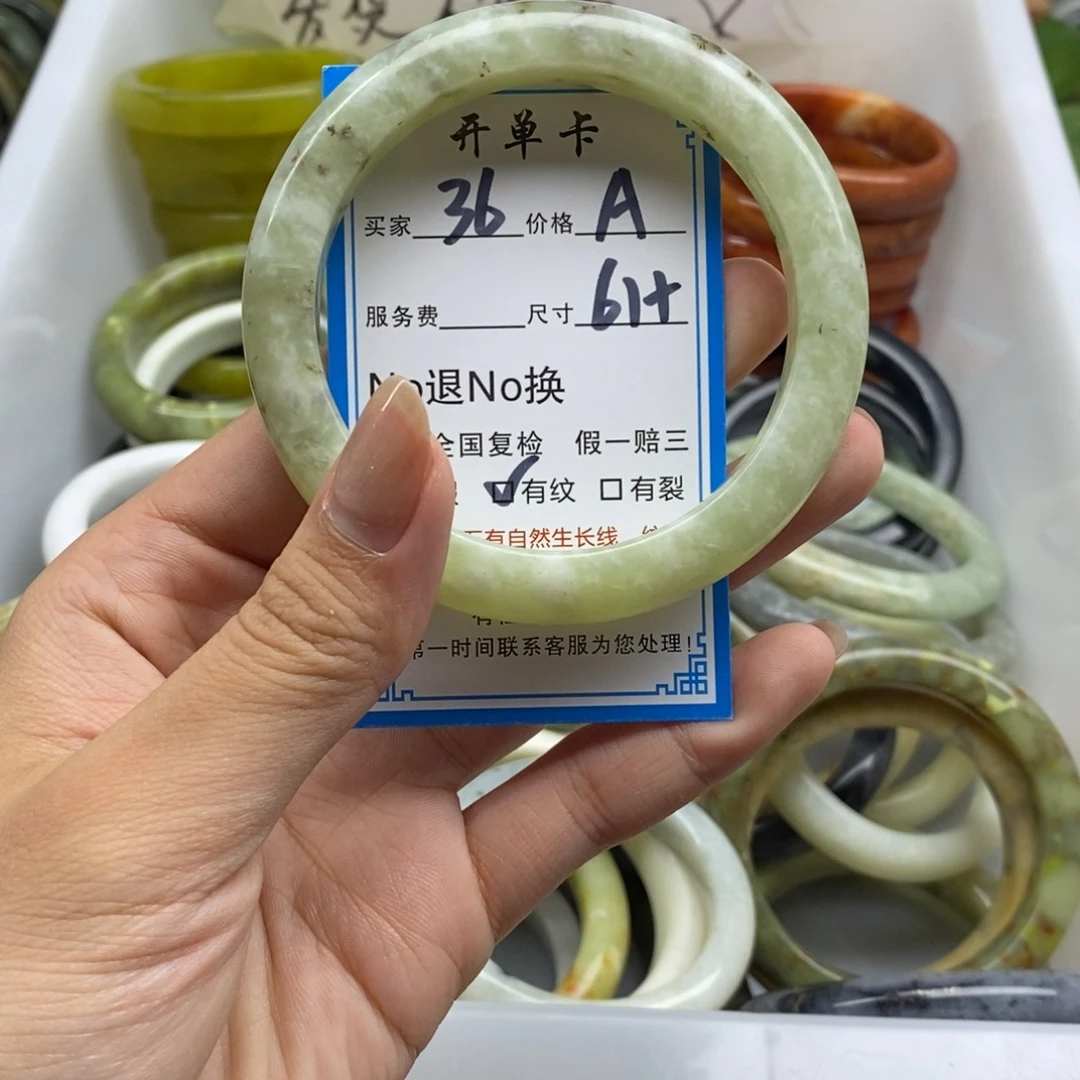 开单卡
买家 36 价格 A
服务费 尺寸 61+
No退No换
全国复检 假一赔三
☑有纹 □有裂
有自然生长线
第一时间联系客服为您处理!